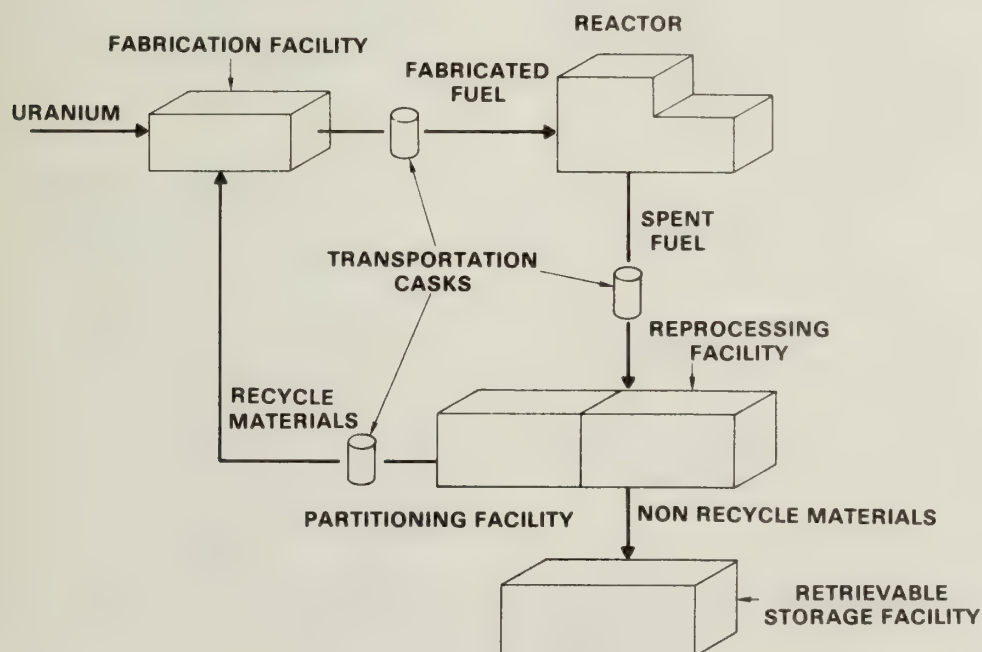 REACTOR
FABRICATION FACILITY
FABRICATED
FUEL
URANIUM
SPENT
FUEL
TRANSPORTATION
CASKS
REPROCESSING
FACILITY
RECYCLE
MATERIALS
PARTITIONING FACILITY
NON RECYCLE MATERIALS
RETRIEVABLE
STORAGE FACILITY